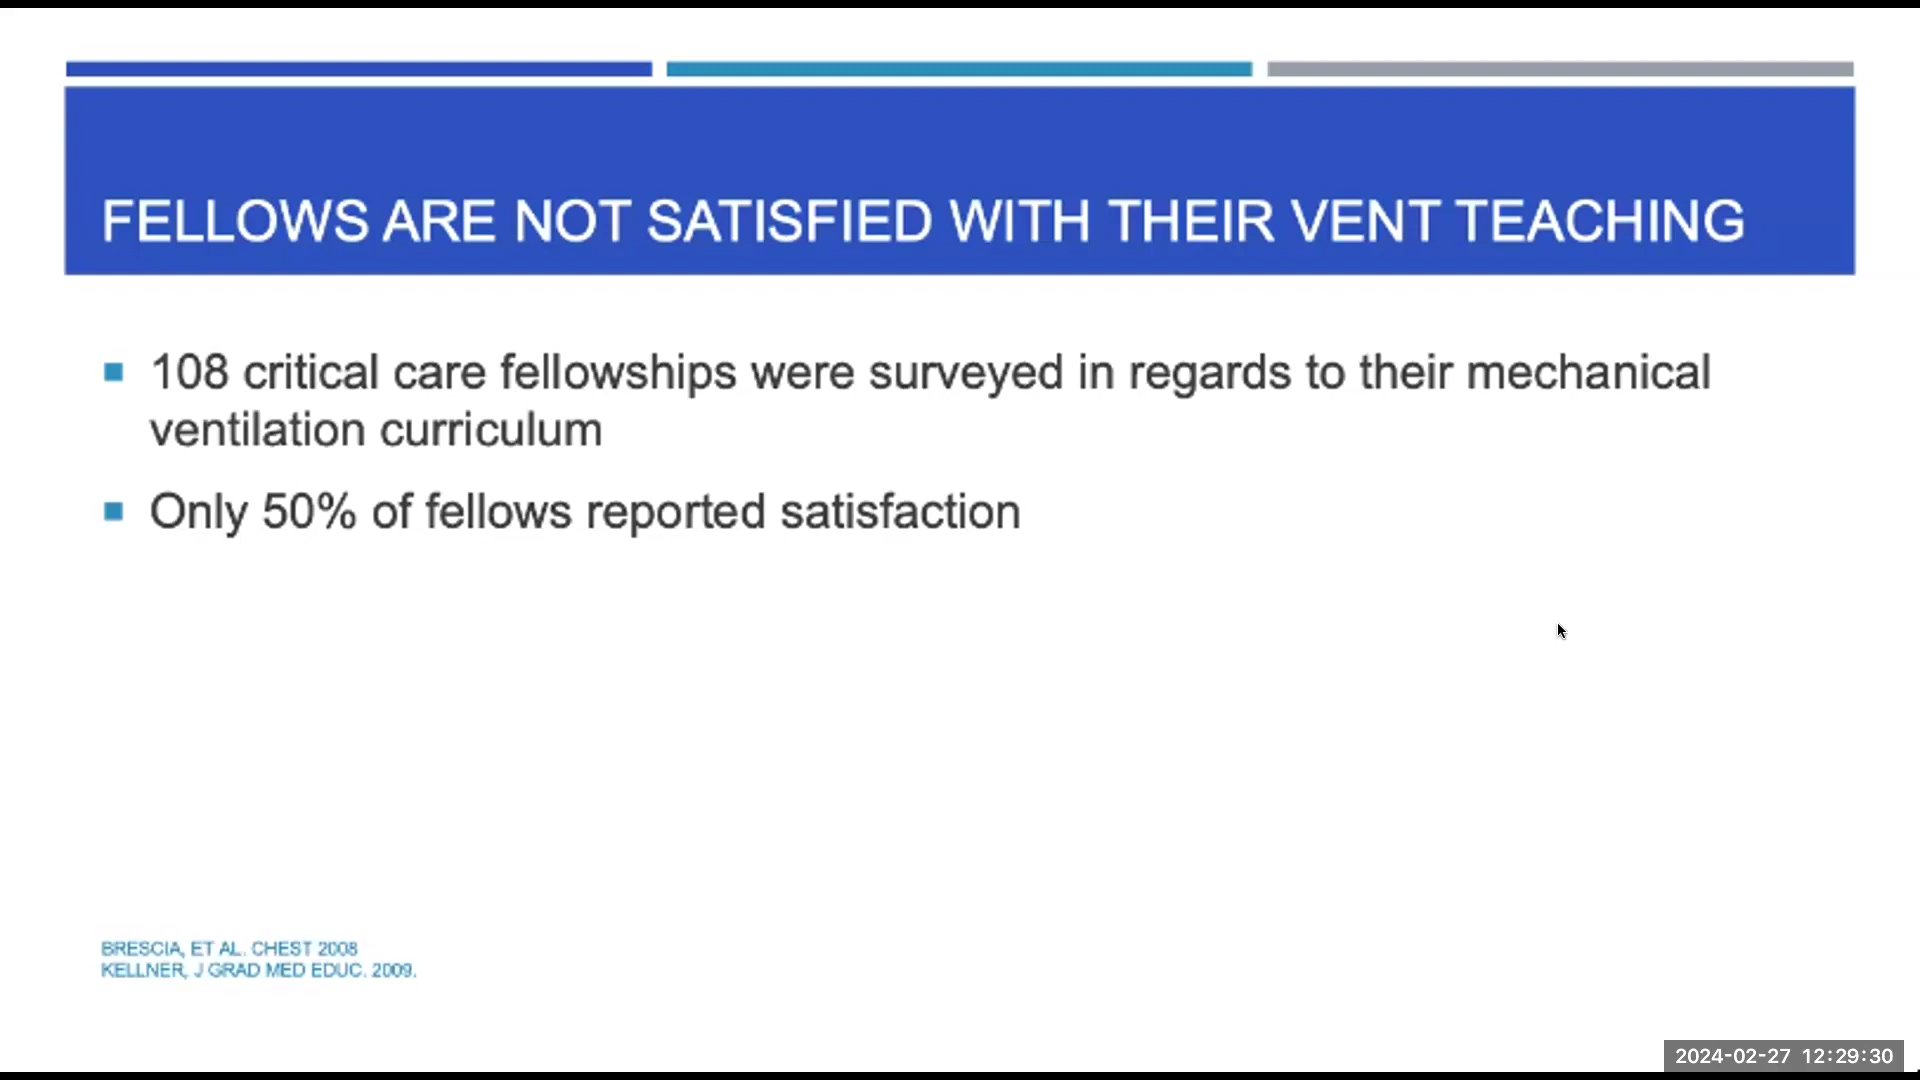 FELLOWS ARE NOT SATISFIED WITH THEIR VENT TEACHING
108 critical care fellowships were surveyed in regards to their mechanical
ventilation curriculum
Only 50% of fellows reported satisfaction
BRESCIA, ET AL. CHEST 2008
KELLNER, J GRAD MED EDUC. 2009.
2024-02-27 12:29:30